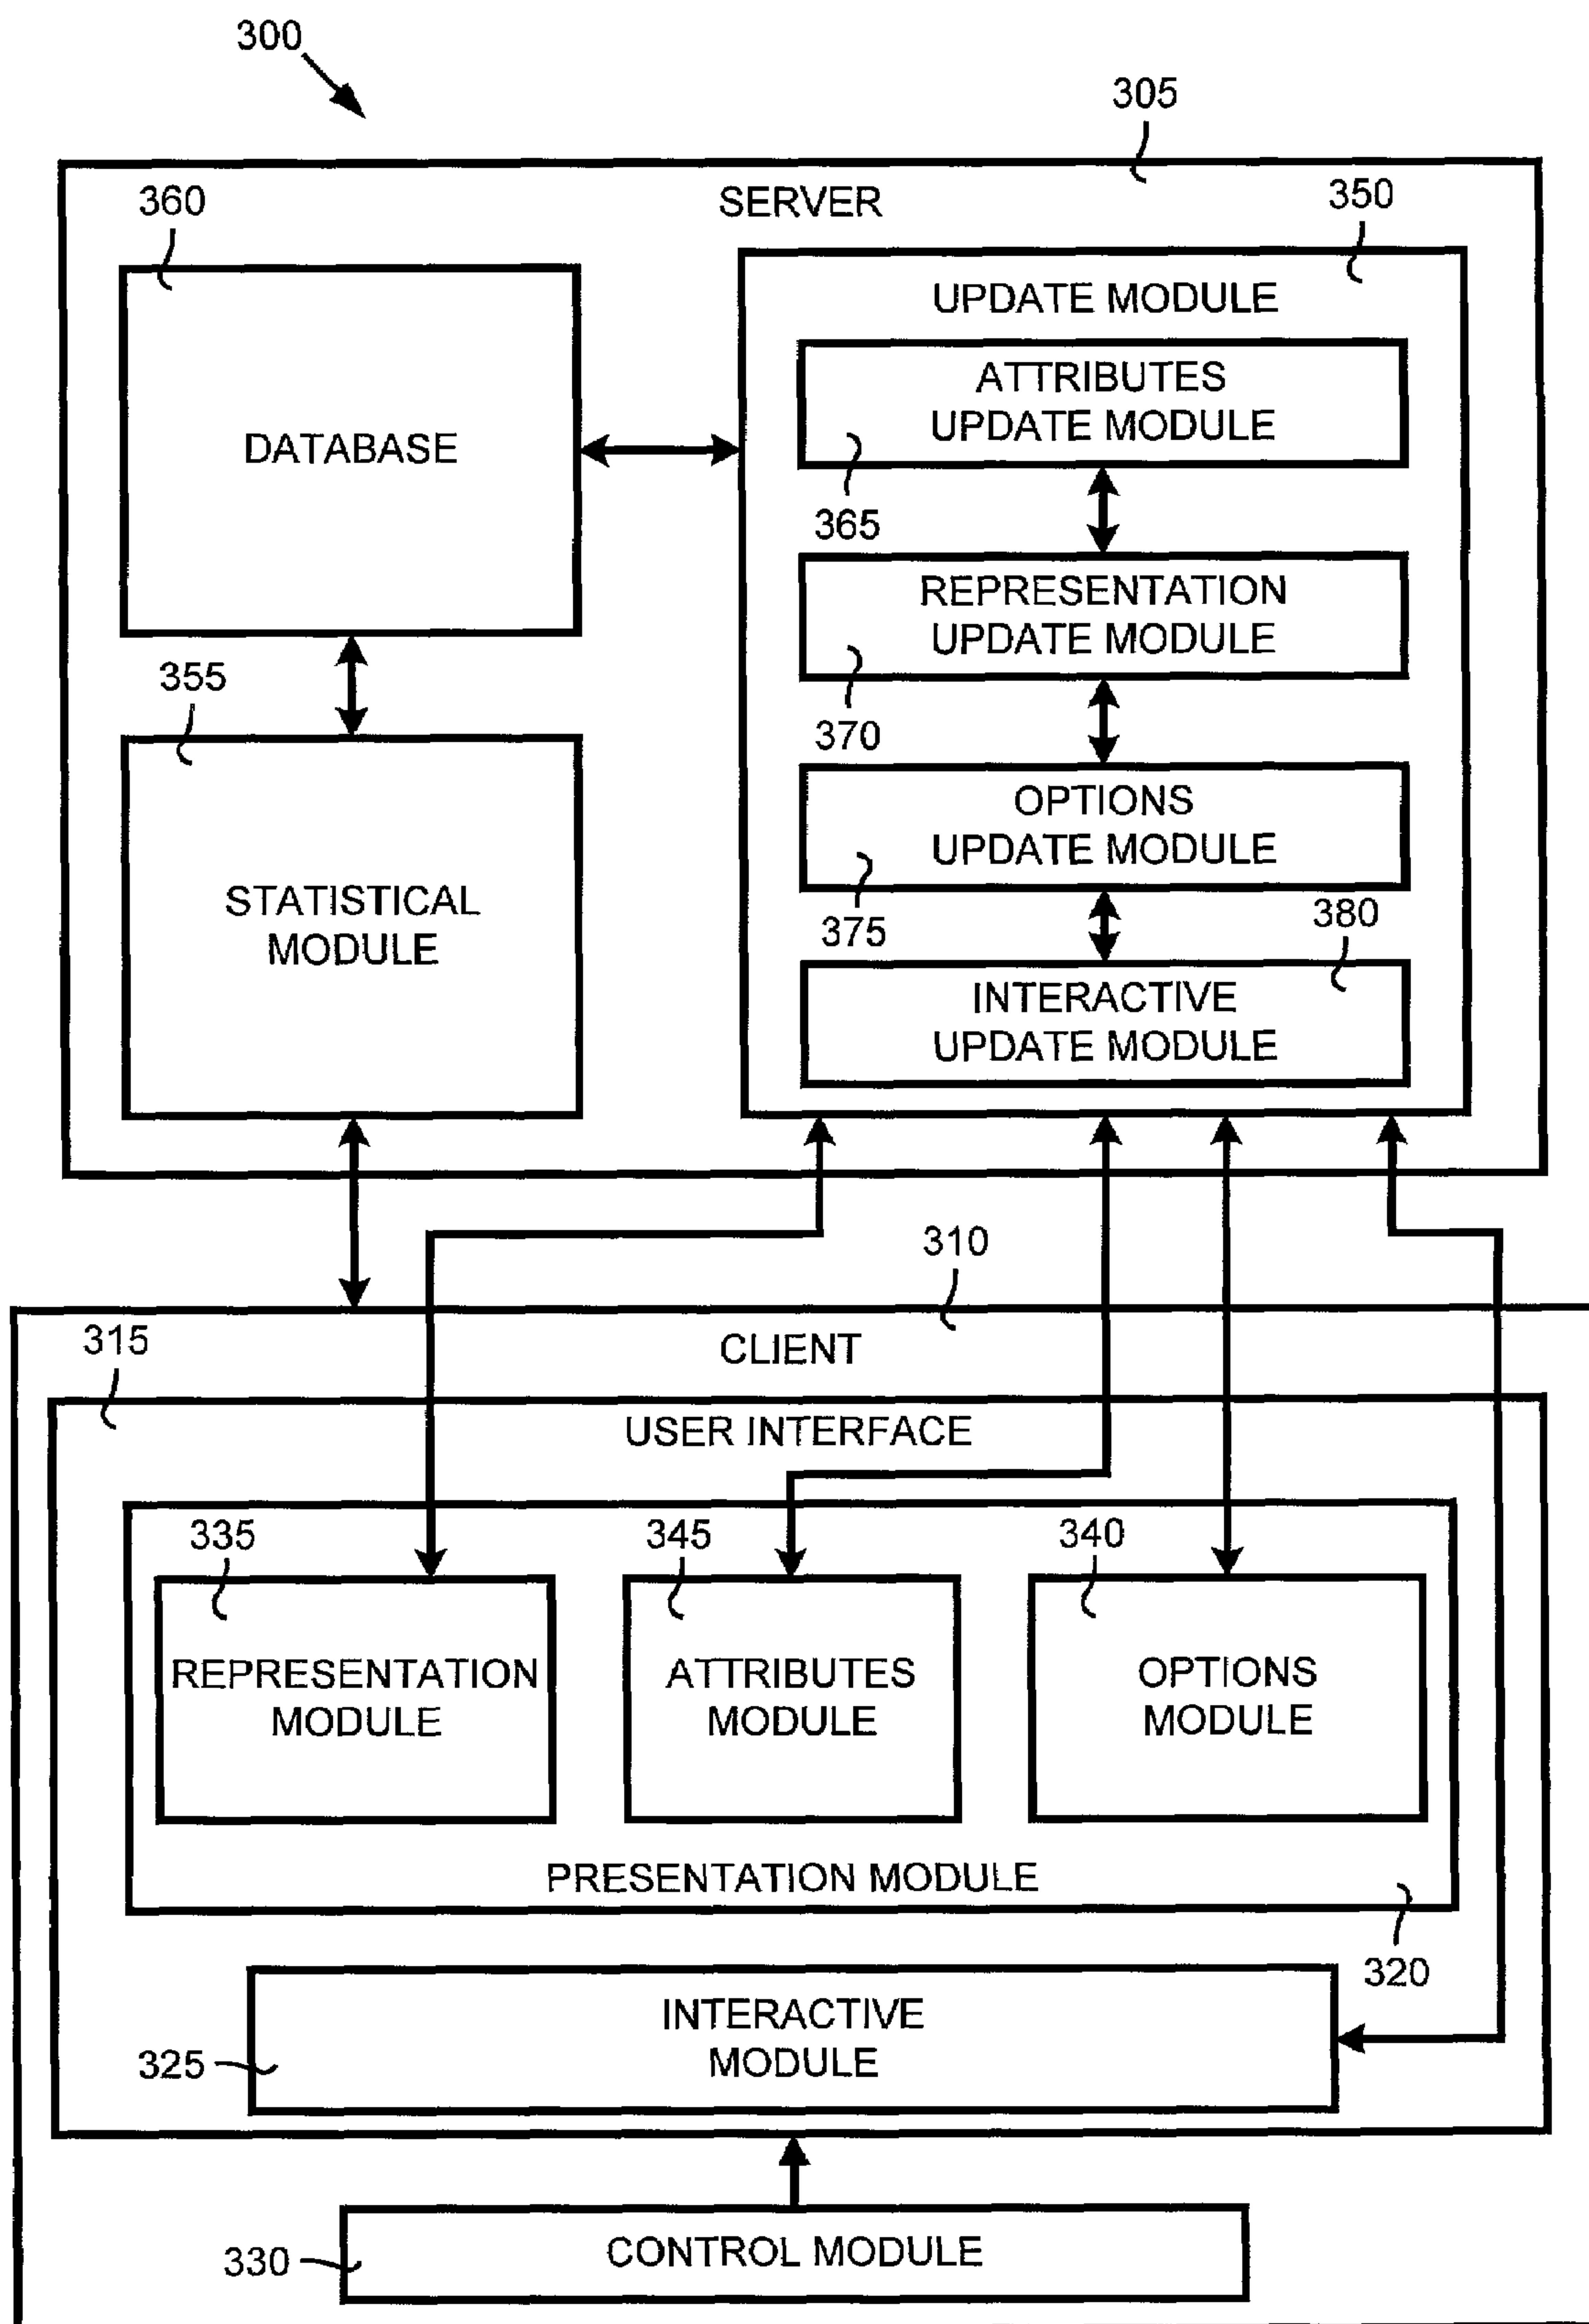 300
305
SERVER
360
350
UPDATE MODULE
ATTRIBUTES
UPDATE MODULE
DATABASE
365
REPRESENTATION
UPDATE MODULE
355
370
OPTIONS
UPDATE MODULE
STATISTICAL
MODULE
375
380
INTERACTIVE
UPDATE MODULE
310
315
CLIENT
USER INTERFACE
335
345
340
REPRESENTATION
MODULE
ATTRIBUTES
MODULE
OPTIONS
MODULE
PRESENTATION MODULE
320
INTERACTIVE
MODULE
325
CONTROL MODULE
330